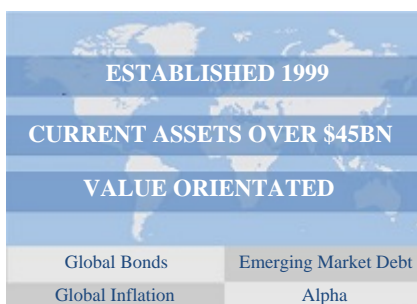 ESTABLISHED 1999
CURRENT ASSETS OVER $45BN
VALUE ORIENTATED
Global Bonds Emerging Market Debt
Global Inflation Alpha